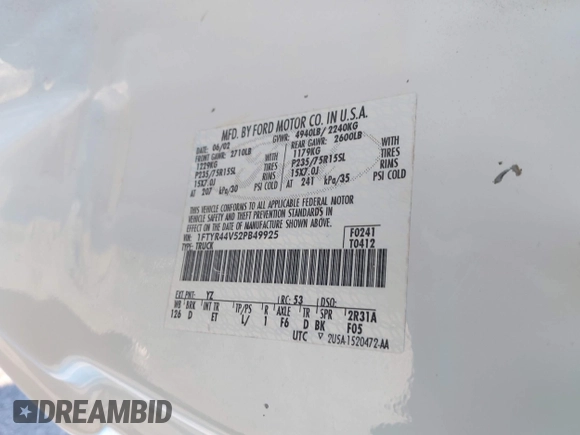 MFD. BY FORD MOTOR CO. IN U.S.A.
DATE: 06/02 GVWR: 4940LB/ 2240KG
FRONT GAWR: 2710LB REAR GAWR: 2600LB
1229KG 1179KG
P235/75R15SL TIRES P235/75R15SL TIRES
15X7.0J RIMS 15X7.0J RIMS
AT 207 kPa/30 PSI COLD AT 241 kPa/35 PSI COLD
THIS VEHICLE CONFORMS TO ALL APPLICABLE FEDERAL MOTOR
VEHICLE SAFETY AND THEFT PREVENTION STANDARDS IN EFFECT
ON THE DATE OF MANUFACTURE SHOWN ABOVE.
VIN: 1FTYR44V52PB49925 F0241
TYPE: TRUCK T0412
EXT PNT: YZ RC: 53 DSO:
WB BRK INT TR TP/PS R AXLE TR SPR 2R31A
126 D ET L/ 1 F6 D BK F05
UTC ▽ 2USA-1520472-AA
DREAMBID